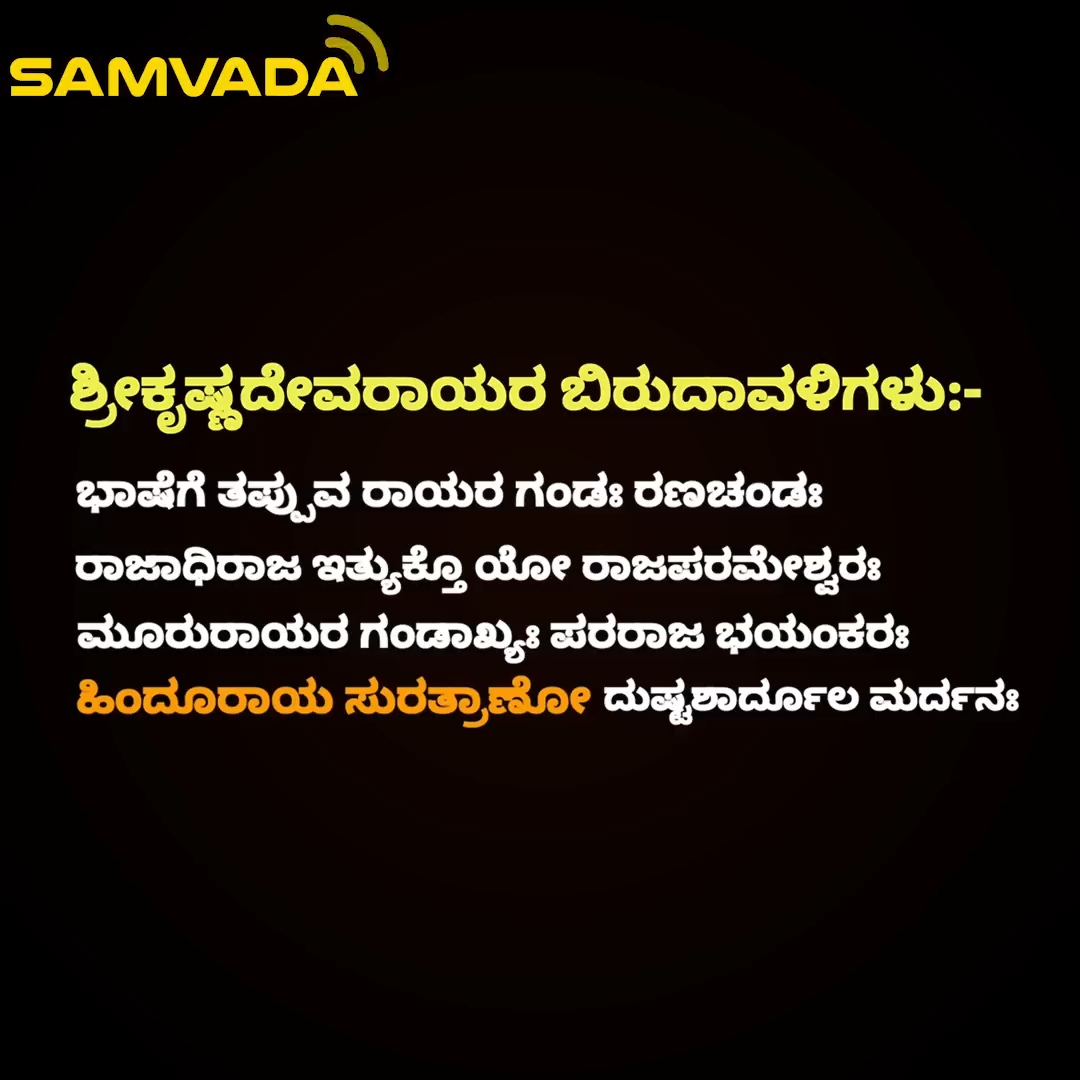 SAMVADA
ಶ್ರೀಕೃಷ್ಣದೇವರಾಯರ ಬಿರುದಾವಳಿಗಳು:-
ಭಾಷೆಗೆ ತಪ್ಪುವ ರಾಯರ ಗಂಡಃ ರಣಚಂಡಃ
ರಾಜಾಧಿರಾಜ ಇತ್ಯುಕ್ತೊ ಯೋ ರಾಜಪರಮೇಶ್ವರಃ
ಮೂರುರಾಯರ ಗಂಡಾಖ್ಯಃ ಪರರಾಜ ಭಯಂಕರಃ
ಹಿಂದೂರಾಯ ಸುರತ್ರಾಣೋ ದುಷ್ಟಶಾರ್ದೂಲ ಮರ್ದನಃ